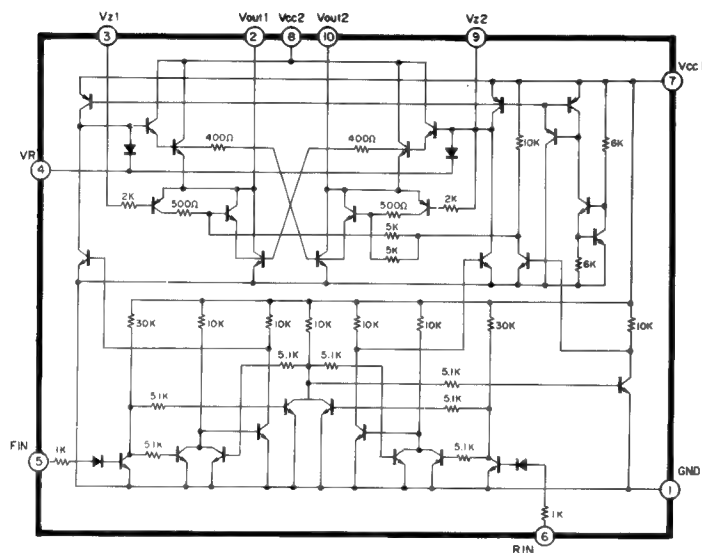 Vz1 Vout1 Vcc2 Vout2 Vz2
3 2 8 10 9
7 Vcc1
400Ω 400Ω
10K 6K
VR
4
2K 500Ω 500Ω 2K
5K
5K 6K
30K 10K 10K 10K 10K 10K 30K 10K
5.1K 5.1K
5.1K
5.1K 5.1K
FIN
5 1K 5.1K 5.1K
GND
1
1K
6
RIN